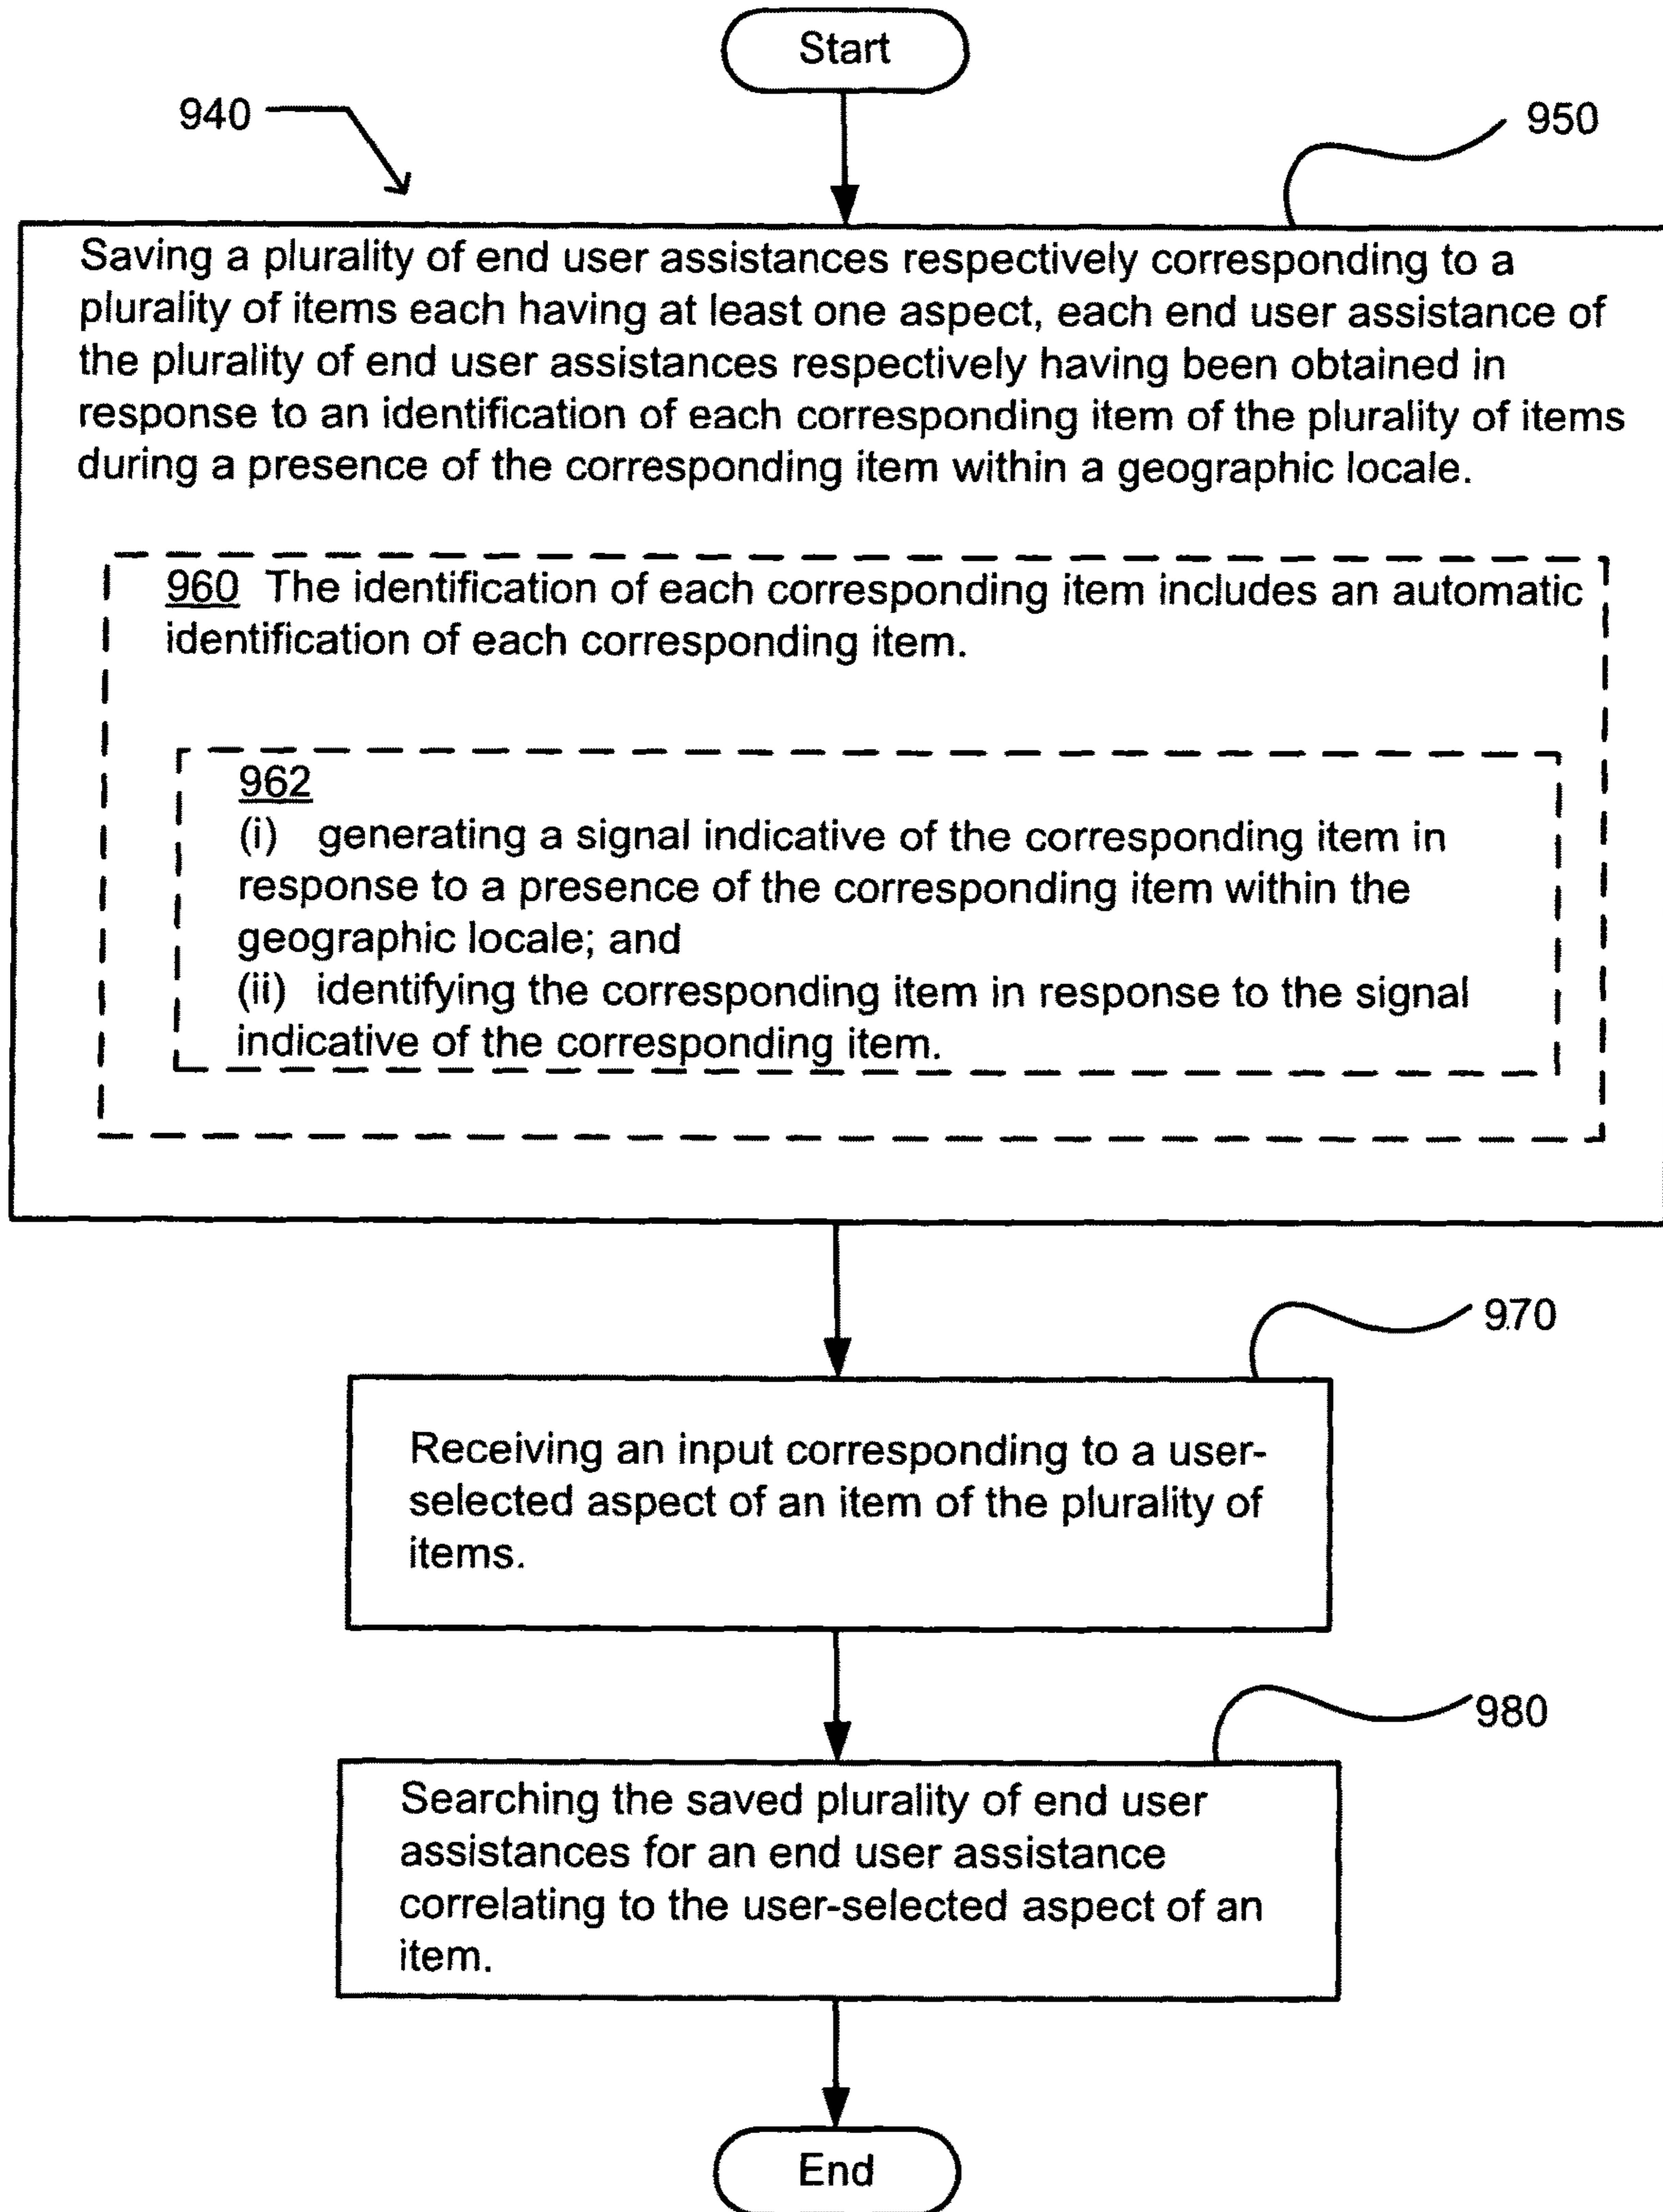 Start
940
950
Saving a plurality of end user assistances respectively corresponding to a
plurality of items each having at least one aspect, each end user assistance of
the plurality of end user assistances respectively having been obtained in
response to an identification of each corresponding item of the plurality of items
during a presence of the corresponding item within a geographic locale.
960 The identification of each corresponding item includes an automatic
identification of each corresponding item.
962
(i) generating a signal indicative of the corresponding item in
response to a presence of the corresponding item within the
geographic locale; and
(ii) identifying the corresponding item in response to the signal
indicative of the corresponding item.
970
Receiving an input corresponding to a user-
selected aspect of an item of the plurality of
items.
980
Searching the saved plurality of end user
assistances for an end user assistance
correlating to the user-selected aspect of an
item.
End